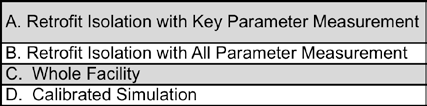 A. Retrofit Isolation with Key Parameter Measurement
B. Retrofit Isolation with All Parameter Measurement
C. Whole Facility
D. Calibrated Simulation